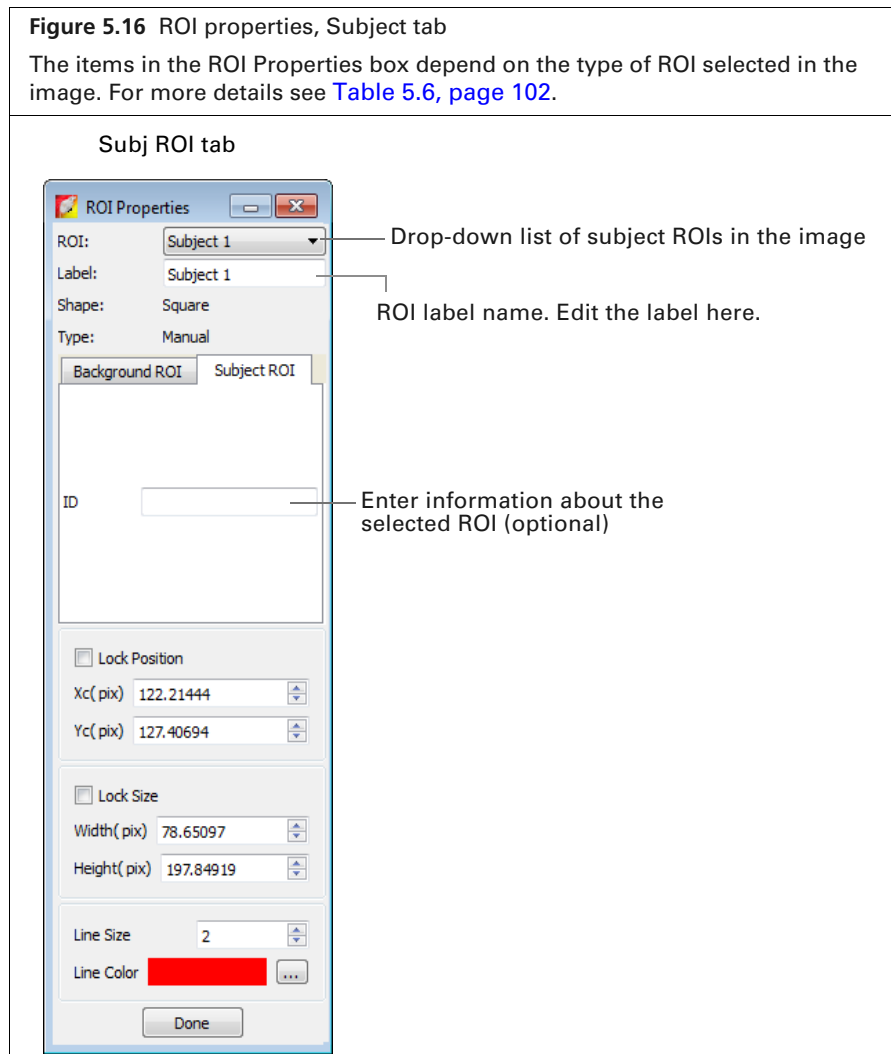 Figure 5.16 ROI properties, Subject tab
The items in the ROI Properties box depend on the type of ROI selected in the
image. For more details see Table 5.6, page 102.
Subj ROI tab
ROI Properties
ROI: Subject 1
Drop-down list of subject ROIs in the image
Label: Subject 1
ROI label name. Edit the label here.
Shape: Square
Type: Manual
Background ROI Subject ROI
ID
Enter information about the
selected ROI (optional)
Lock Position
Xc(pix) 122.21444
Yc(pix) 127.40694
Lock Size
Width(pix) 78.65097
Height(pix) 197.84919
Line Size 2
Line Color ...
Done